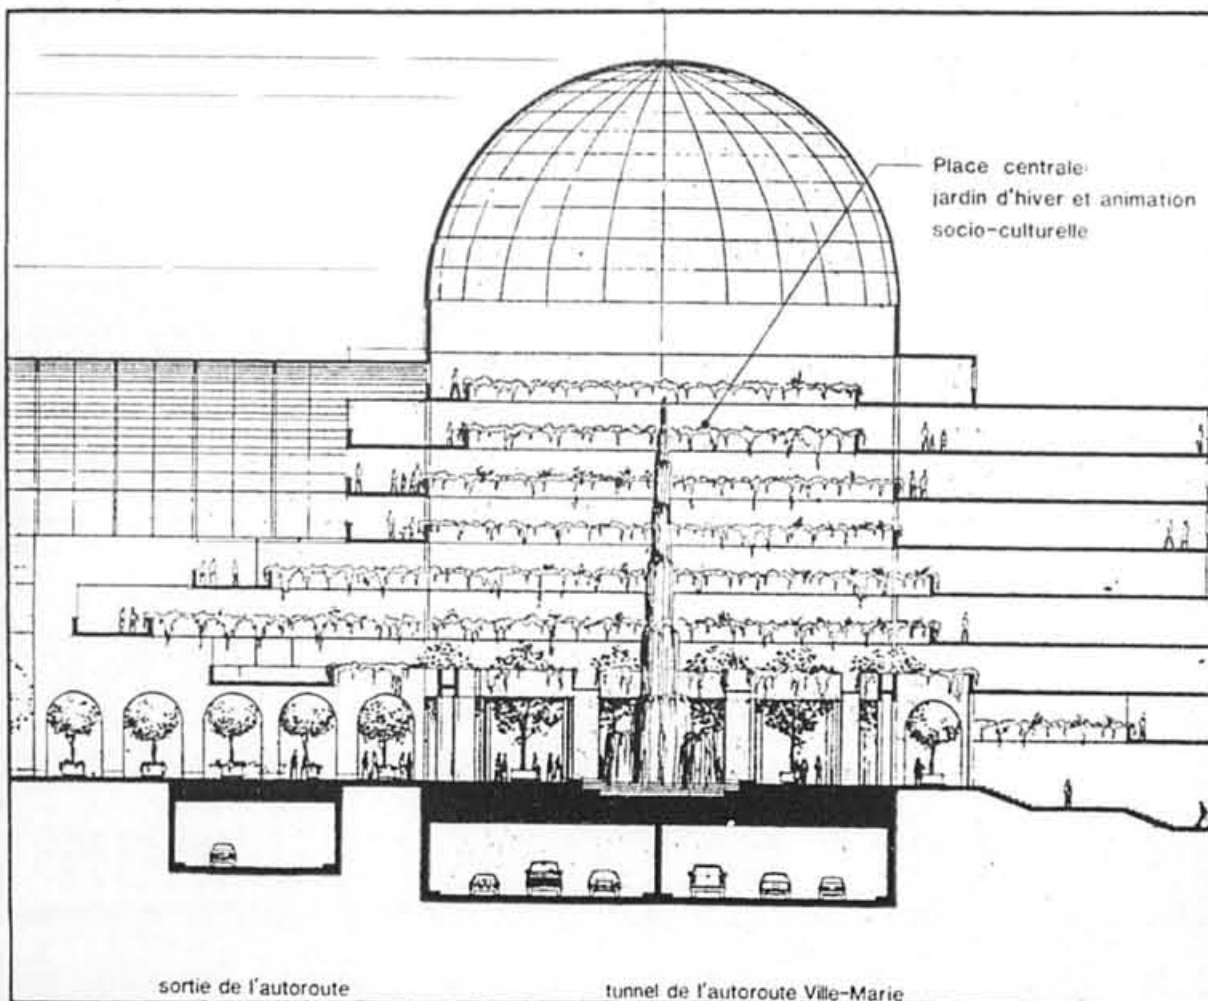 Place centrale:
jardin d'hiver et animation
socio-culturelle
sortie de l'autoroute
tunnel de l'autoroute Ville-Marie